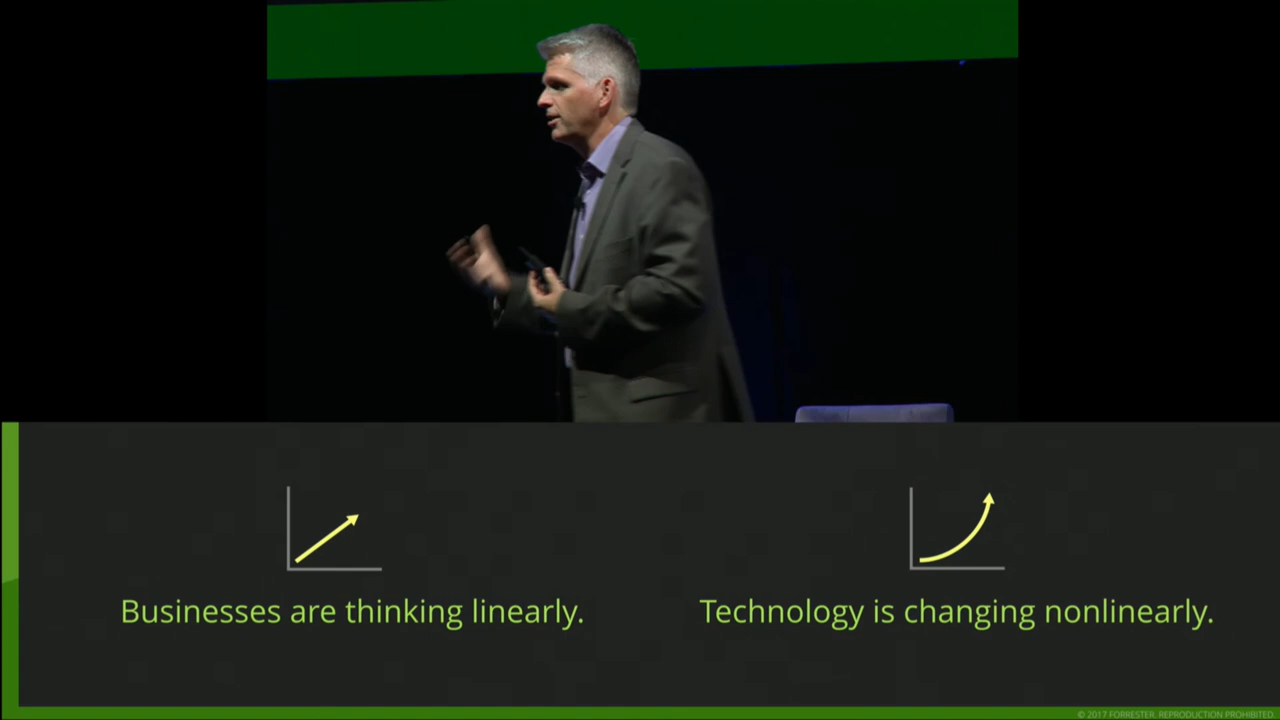 Businesses are thinking linearly.
Technology is changing nonlinearly.
© 2017 FORRESTER. REPRODUCTION PROHIBITED.